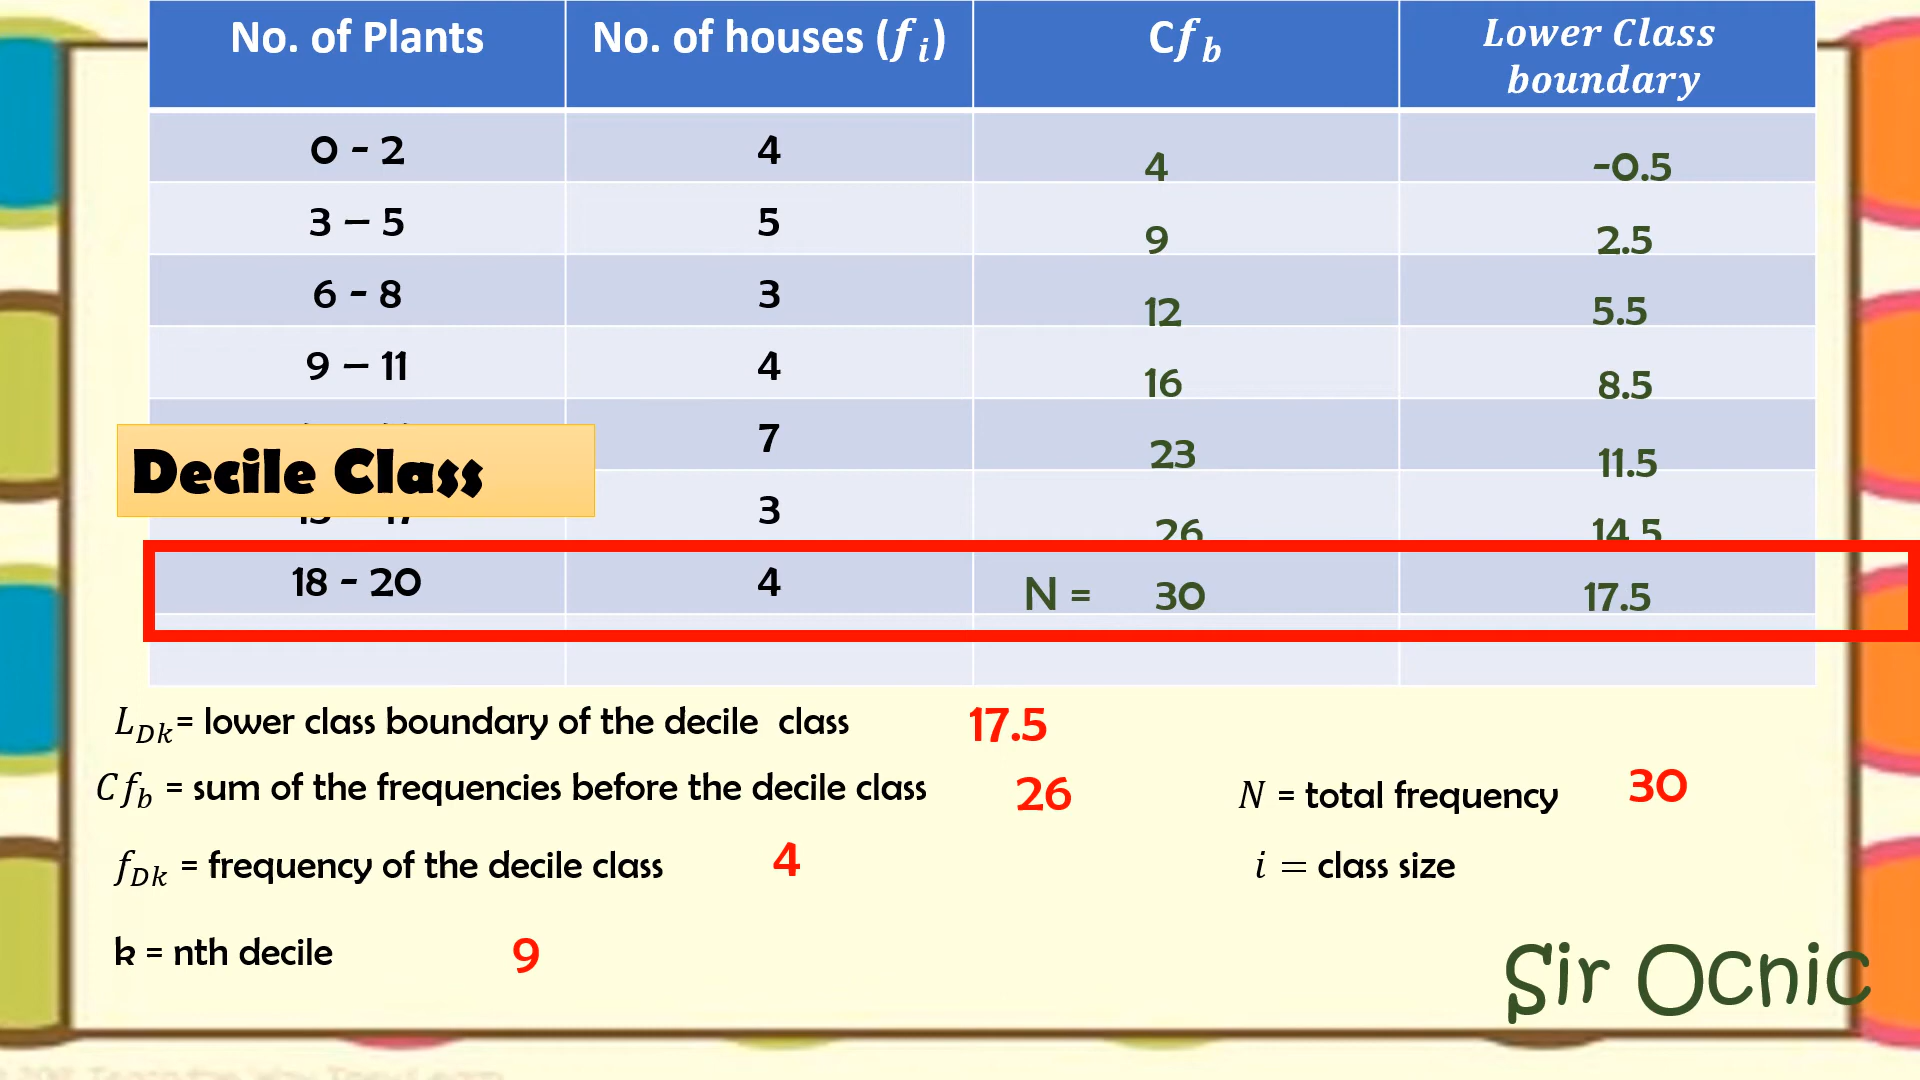 No. of Plants No. of houses (𝒇ᵢ) C𝒇_b Lower Class
boundary
0 - 2 4 4 -0.5
3 – 5 5 9 2.5
6 - 8 3 12 5.5
9 – 11 4 16 8.5
7 23 11.5
Decile Class
3 26 14.5
18 - 20 4 N = 30 17.5
L_Dk = lower class boundary of the decile class 17.5
Cf_b = sum of the frequencies before the decile class 26 N = total frequency 30
f_Dk = frequency of the decile class 4 i = class size
k = nth decile 9
Sir Ocnic